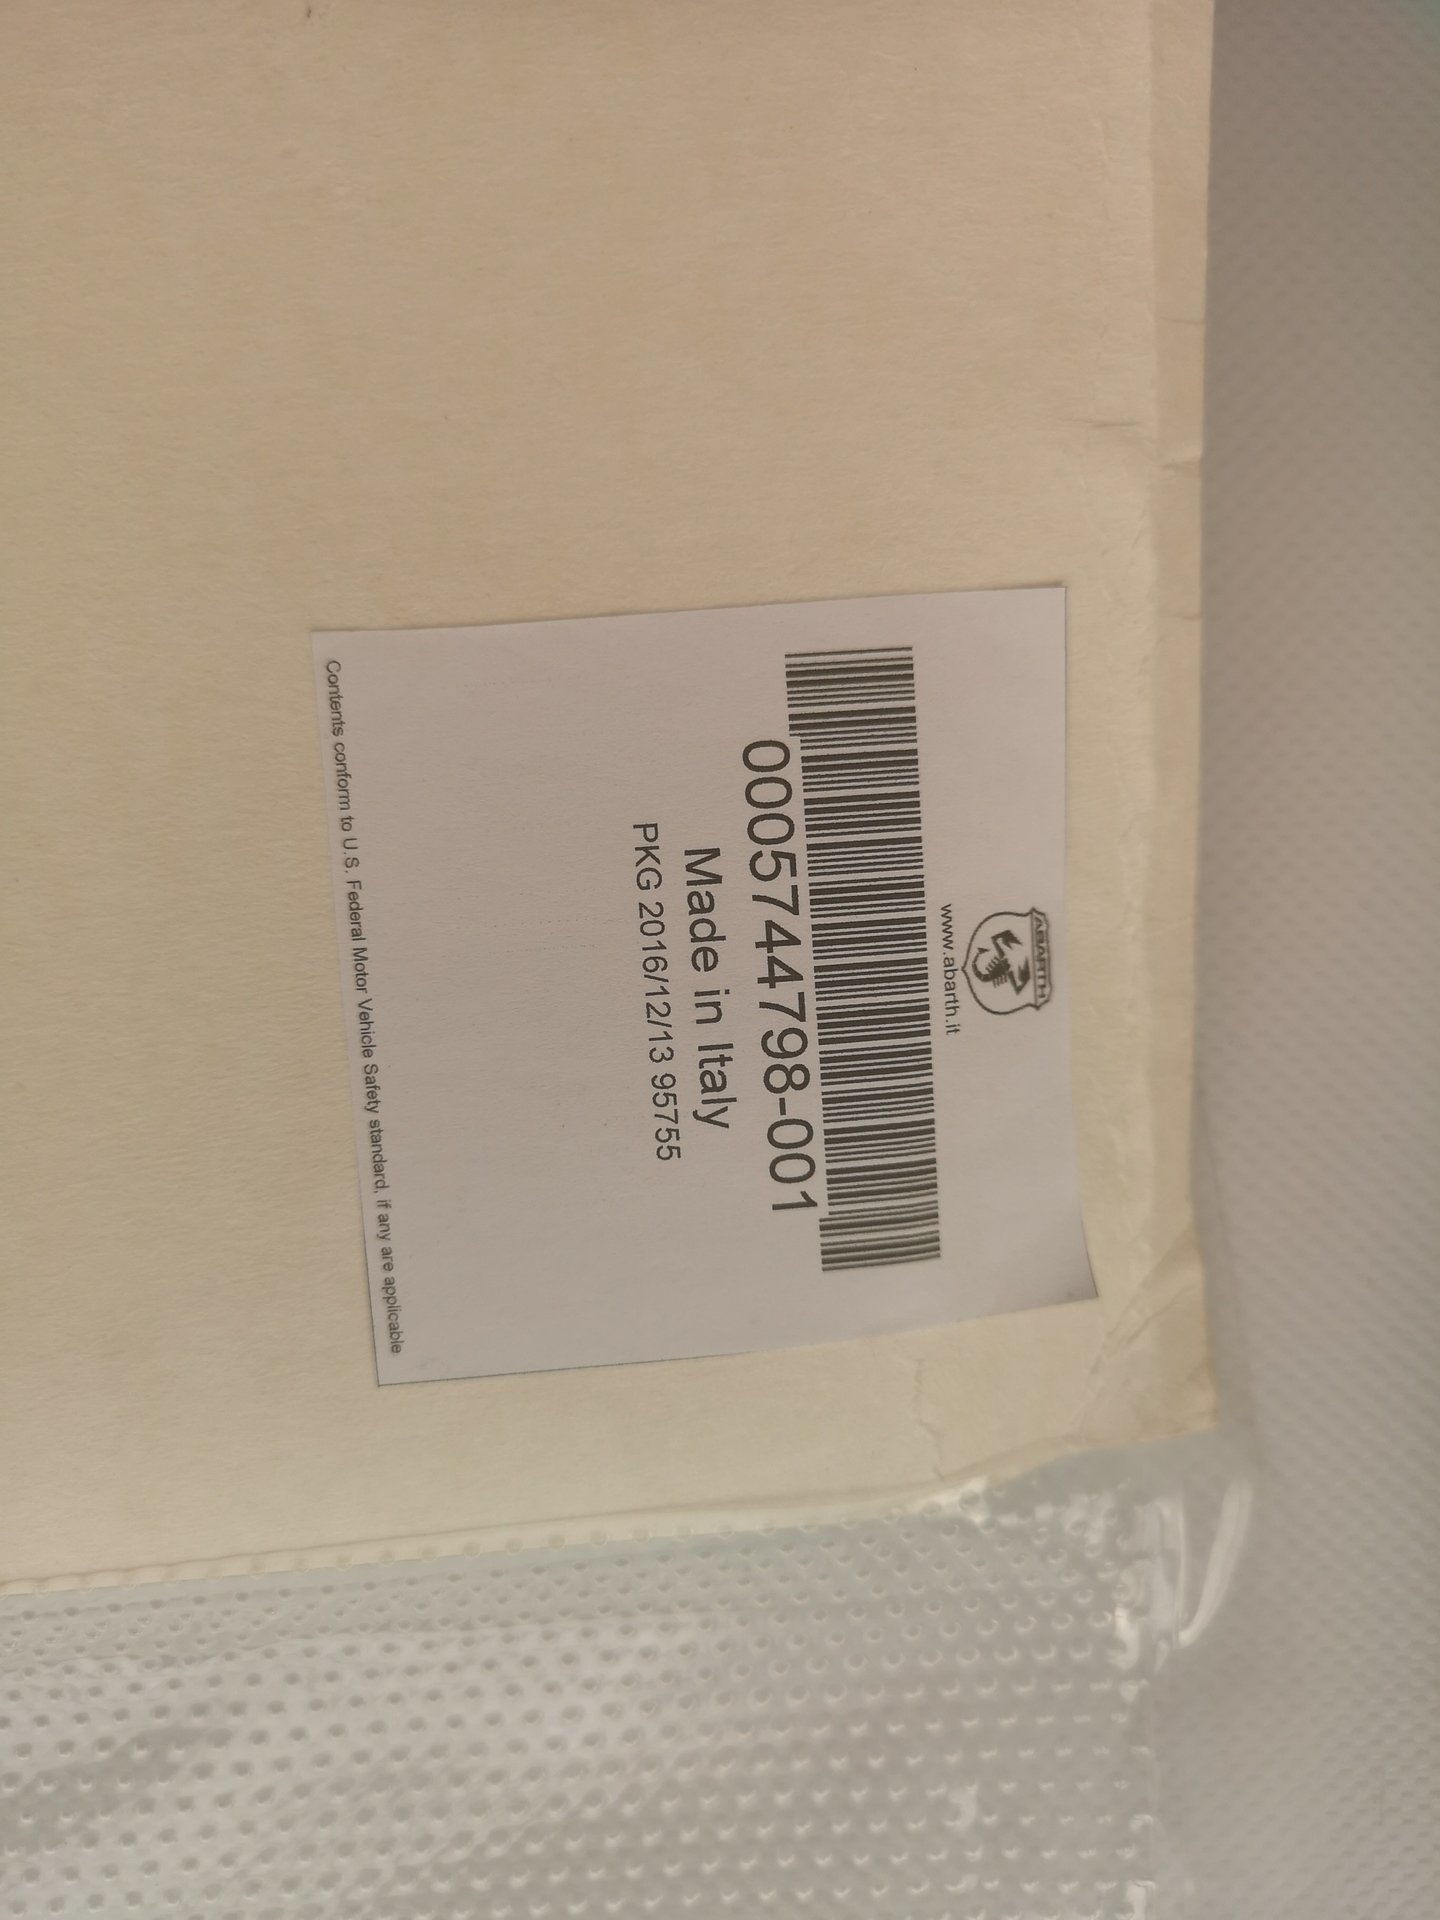 ABARTH
www.abarth.it
0005744798-001
Made in Italy
PKG 2016/12/13 95755
Contents conform to U.S. Federal Motor Vehicle Safety standard, if any are applicable